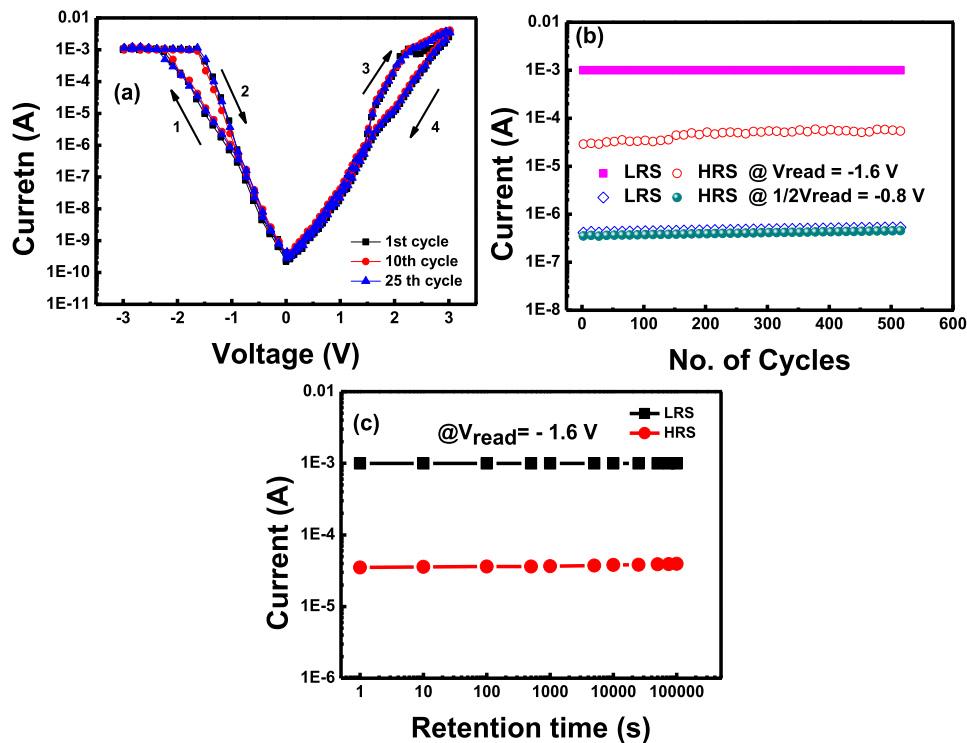 0.01
1E-3
1E-4
1E-5
1E-6
1E-7
1E-8
1E-9
1E-10
1E-11
Curretn (A)
(a)
1
2
3
4
1st cycle
10th cycle
25 th cycle
-3 -2 -1 0 1 2 3
Voltage (V)
0.01
1E-3
1E-4
1E-5
1E-6
1E-7
1E-8
Current (A)
(b)
LRS HRS @ Vread = -1.6 V
LRS HRS @ 1/2Vread = -0.8 V
0 100 200 300 400 500 600
No. of Cycles
0.01
1E-3
1E-4
1E-5
1E-6
Current (A)
(c)
@Vread= - 1.6 V
LRS
HRS
1 10 100 1000 10000 100000
Retention time (s)